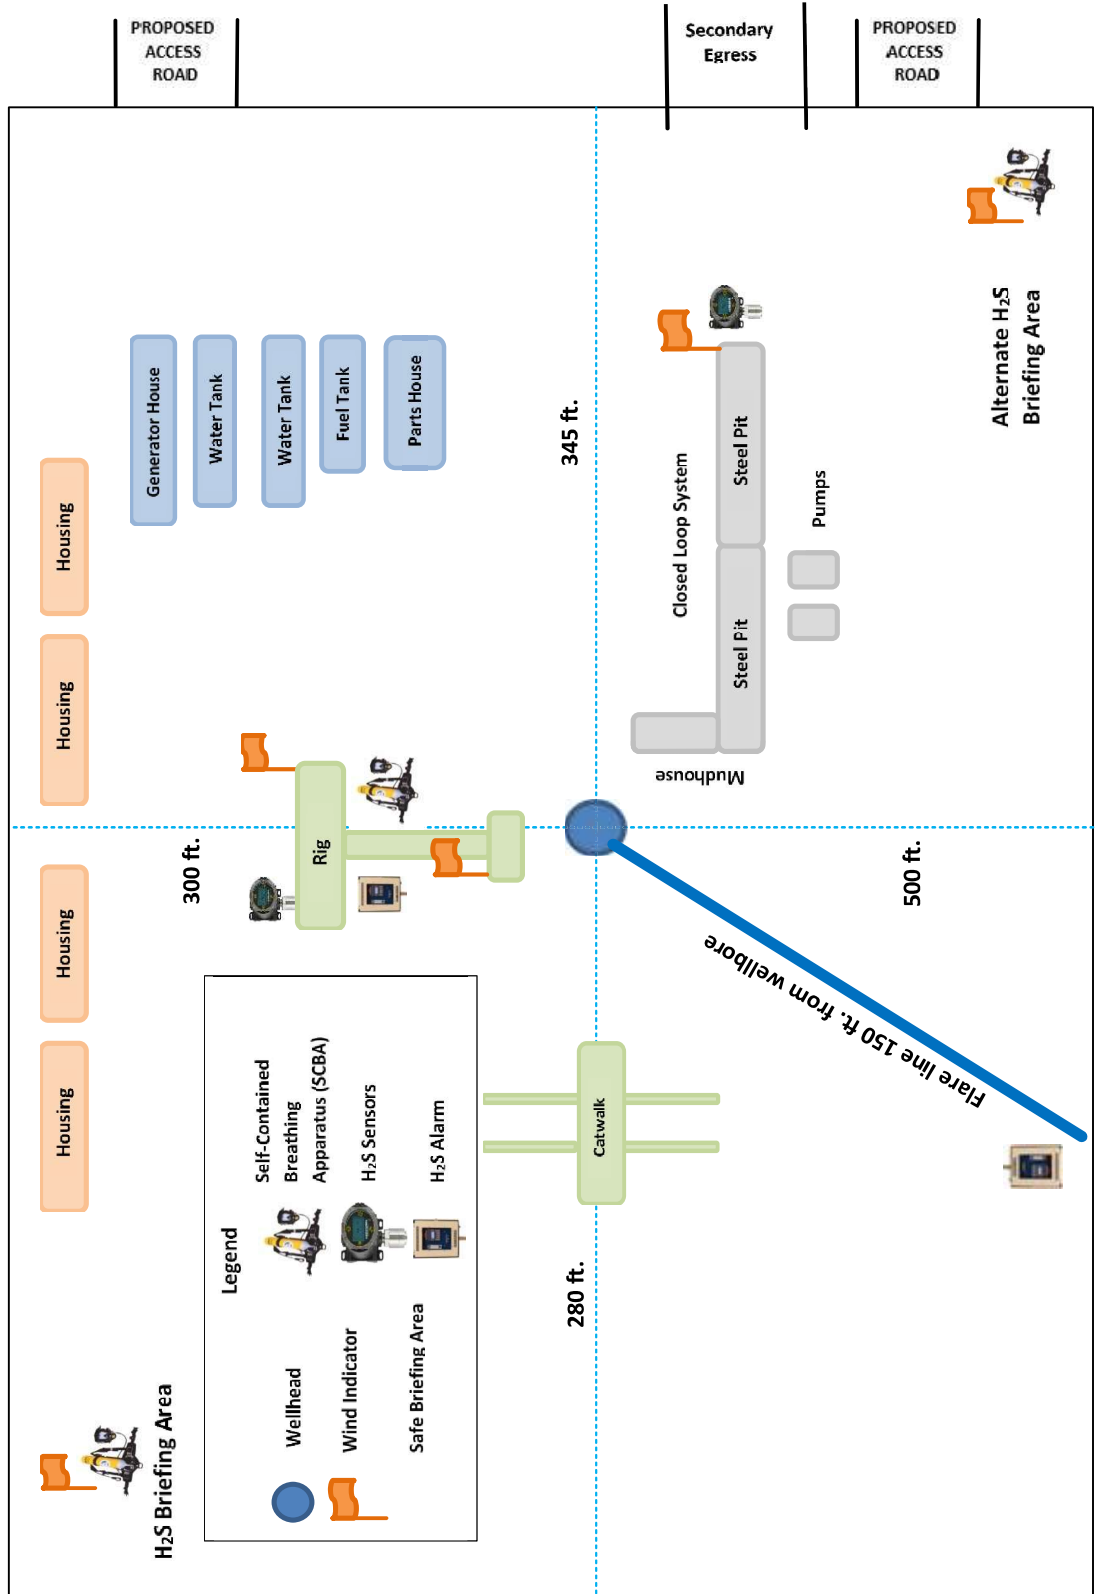 PROPOSED
ACCESS
ROAD
Secondary
Egress
PROPOSED
ACCESS
ROAD
Housing
Housing
Housing
Housing
Generator House
Water Tank
Water Tank
Fuel Tank
Parts House
345 ft.
Closed Loop System
Steel Pit
Steel Pit
Pumps
Mudhouse
Alternate H₂S
Briefing Area
Rig
300 ft.
500 ft.
Flare line 150 ft. from wellbore
Catwalk
280 ft.
Legend
Self-Contained
Breathing
Apparatus (SCBA)
H₂S Sensors
H₂S Alarm
Wellhead
Wind Indicator
Safe Briefing Area
H₂S Briefing Area